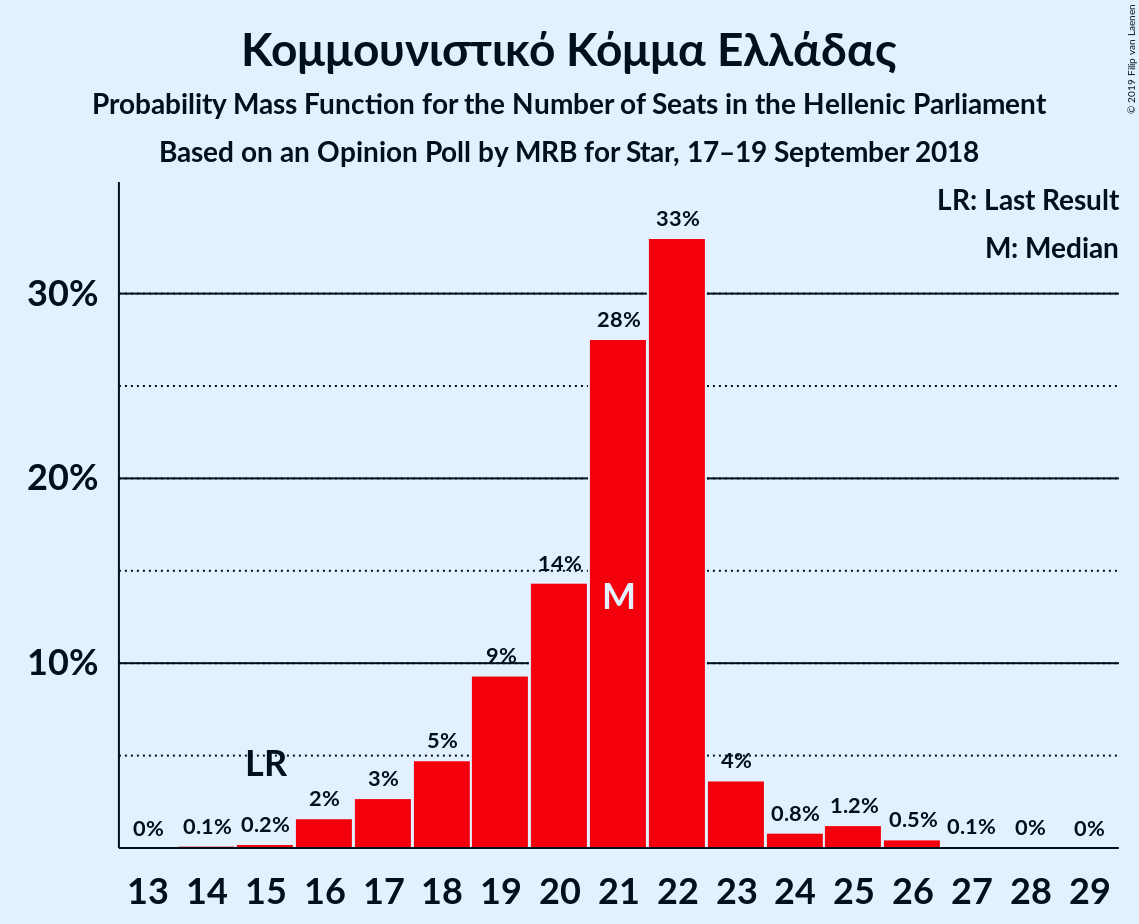 Κομμουνιστικό Κόμμα Ελλάδας
Probability Mass Function for the Number of Seats in the Hellenic Parliament
Based on an Opinion Poll by MRB for Star, 17–19 September 2018
© 2019 Filip van Laenen
LR: Last Result
M: Median
33%
30%
28%
20%
14%
M
10%
9%
5%
LR
4%
3%
2%
1.2%
0.8%
0.5%
0% 0.1% 0.2%
0.1% 0% 0%
13 14 15 16 17 18 19 20 21 22 23 24 25 26 27 28 29